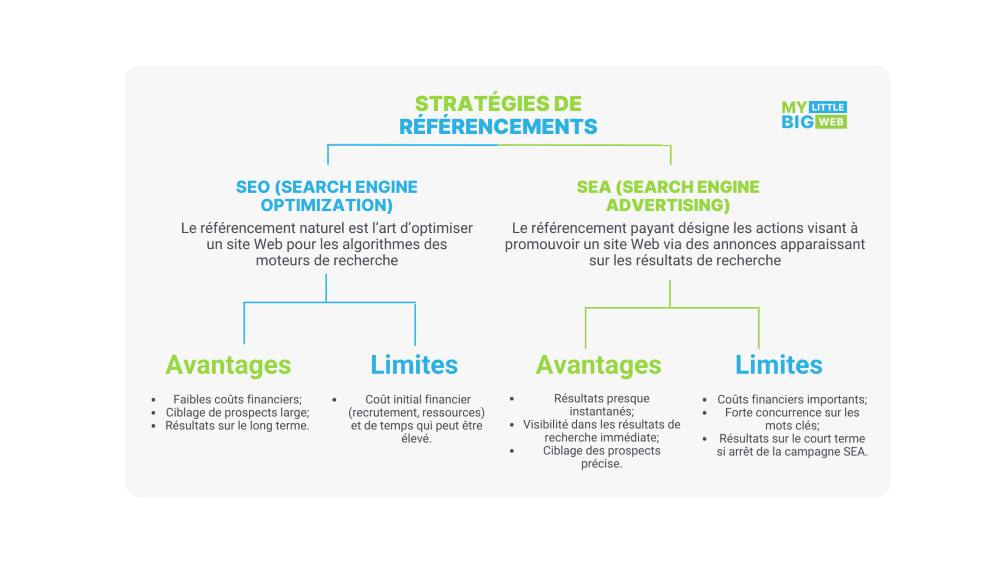 STRATÉGIES DE
RÉFÉRENCEMENTS
MY LITTLE
BIG WEB
SEO (SEARCH ENGINE
OPTIMIZATION)
Le référencement naturel est l’art d’optimiser
un site Web pour les algorithmes des
moteurs de recherche
SEA (SEARCH ENGINE
ADVERTISING)
Le référencement payant désigne les actions visant à
promouvoir un site Web via des annonces apparaissant
sur les résultats de recherche
Avantages
• Faibles coûts financiers;
• Ciblage de prospects large;
• Résultats sur le long terme.
Limites
• Coût initial financier
(recrutement, ressources)
et de temps qui peut être
élevé.
Avantages
• Résultats presque
instantanés;
• Visibilité dans les résultats de
recherche immédiate;
• Ciblage des prospects
précise.
Limites
• Coûts financiers importants;
• Forte concurrence sur les
mots clés;
• Résultats sur le court terme
si arrêt de la campagne SEA.